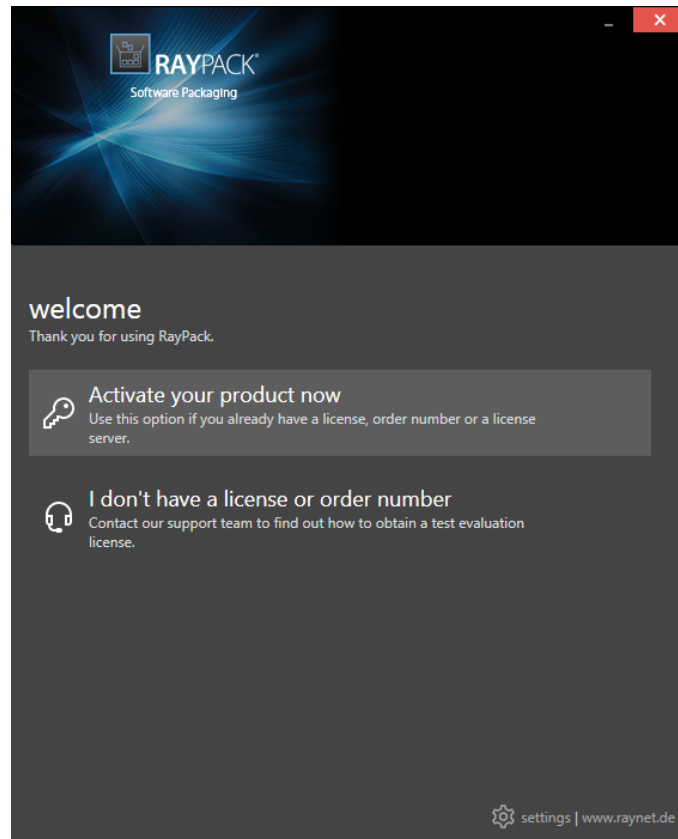 RAYPACK®
Software Packaging
welcome
Thank you for using RayPack.
Activate your product now
Use this option if you already have a license, order number or a license
server.
I don't have a license or order number
Contact our support team to find out how to obtain a test evaluation
license.
settings | www.raynet.de